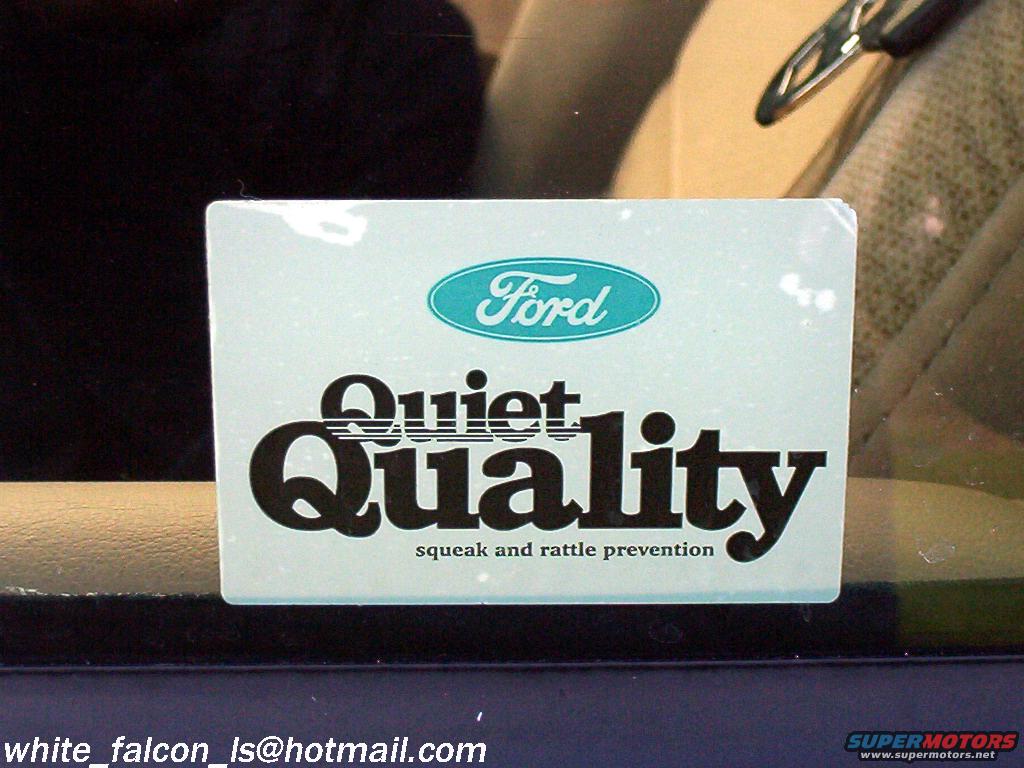 Ford
Quiet
Quality
squeak and rattle prevention
white_falcon_ls@hotmail.com
SUPERMOTORS
www.supermotors.net